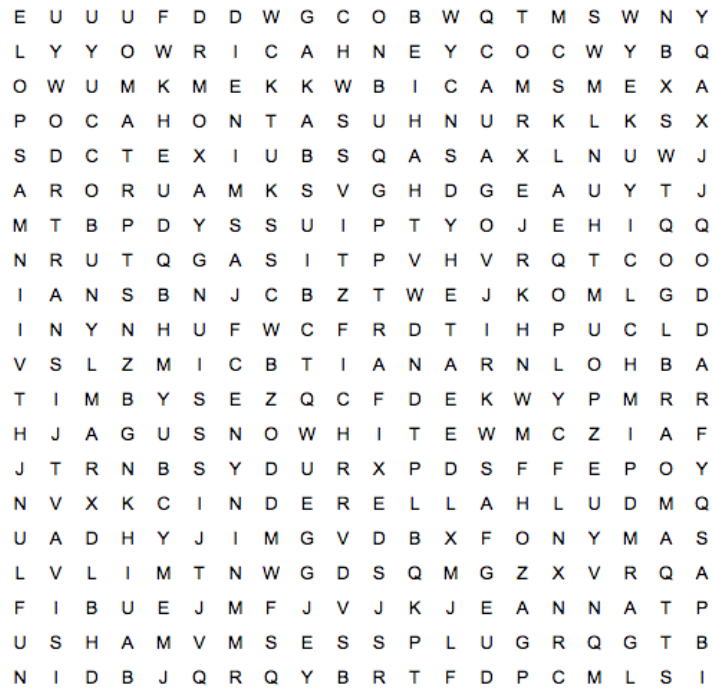 E U U U F D D W G C O B W Q T M S W N Y
L Y Y O W R I C A H N E Y C O C W Y B Q
O W U M K M E K K W B I C A M S M E X A
P O C A H O N T A S U H N U R K L K S X
S D C T E X I U B S Q A S A X L N U W J
A R O R U A M K S V G H D G E A U Y T J
M T B P D Y S S U I P T Y O J E H I Q Q
N R U T Q G A S I T P V H V R Q T C O O
I A N S B N J C B Z T W E J K O M L G D
I N Y N H U F W C F R D T I H P U C L D
V S L Z M I C B T I A N A R N L O H B A
T I M B Y S E Z Q C F D E K W Y P M R R
H J A G U S N O W H I T E W M C Z I A F
J T R N B S Y D U R X P D S F F E P O Y
N V X K C I N D E R E L L A H L U D M Q
U A D H Y J I M G V D B X F O N Y M A S
L V L I M T N W G D S Q M G Z X V R Q A
F I B U E J M F J V J K J E A N N A T P
U S H A M V M S E S S P L U G R Q G T B
N I D B J Q R Q Y B R T F D P C M L S I